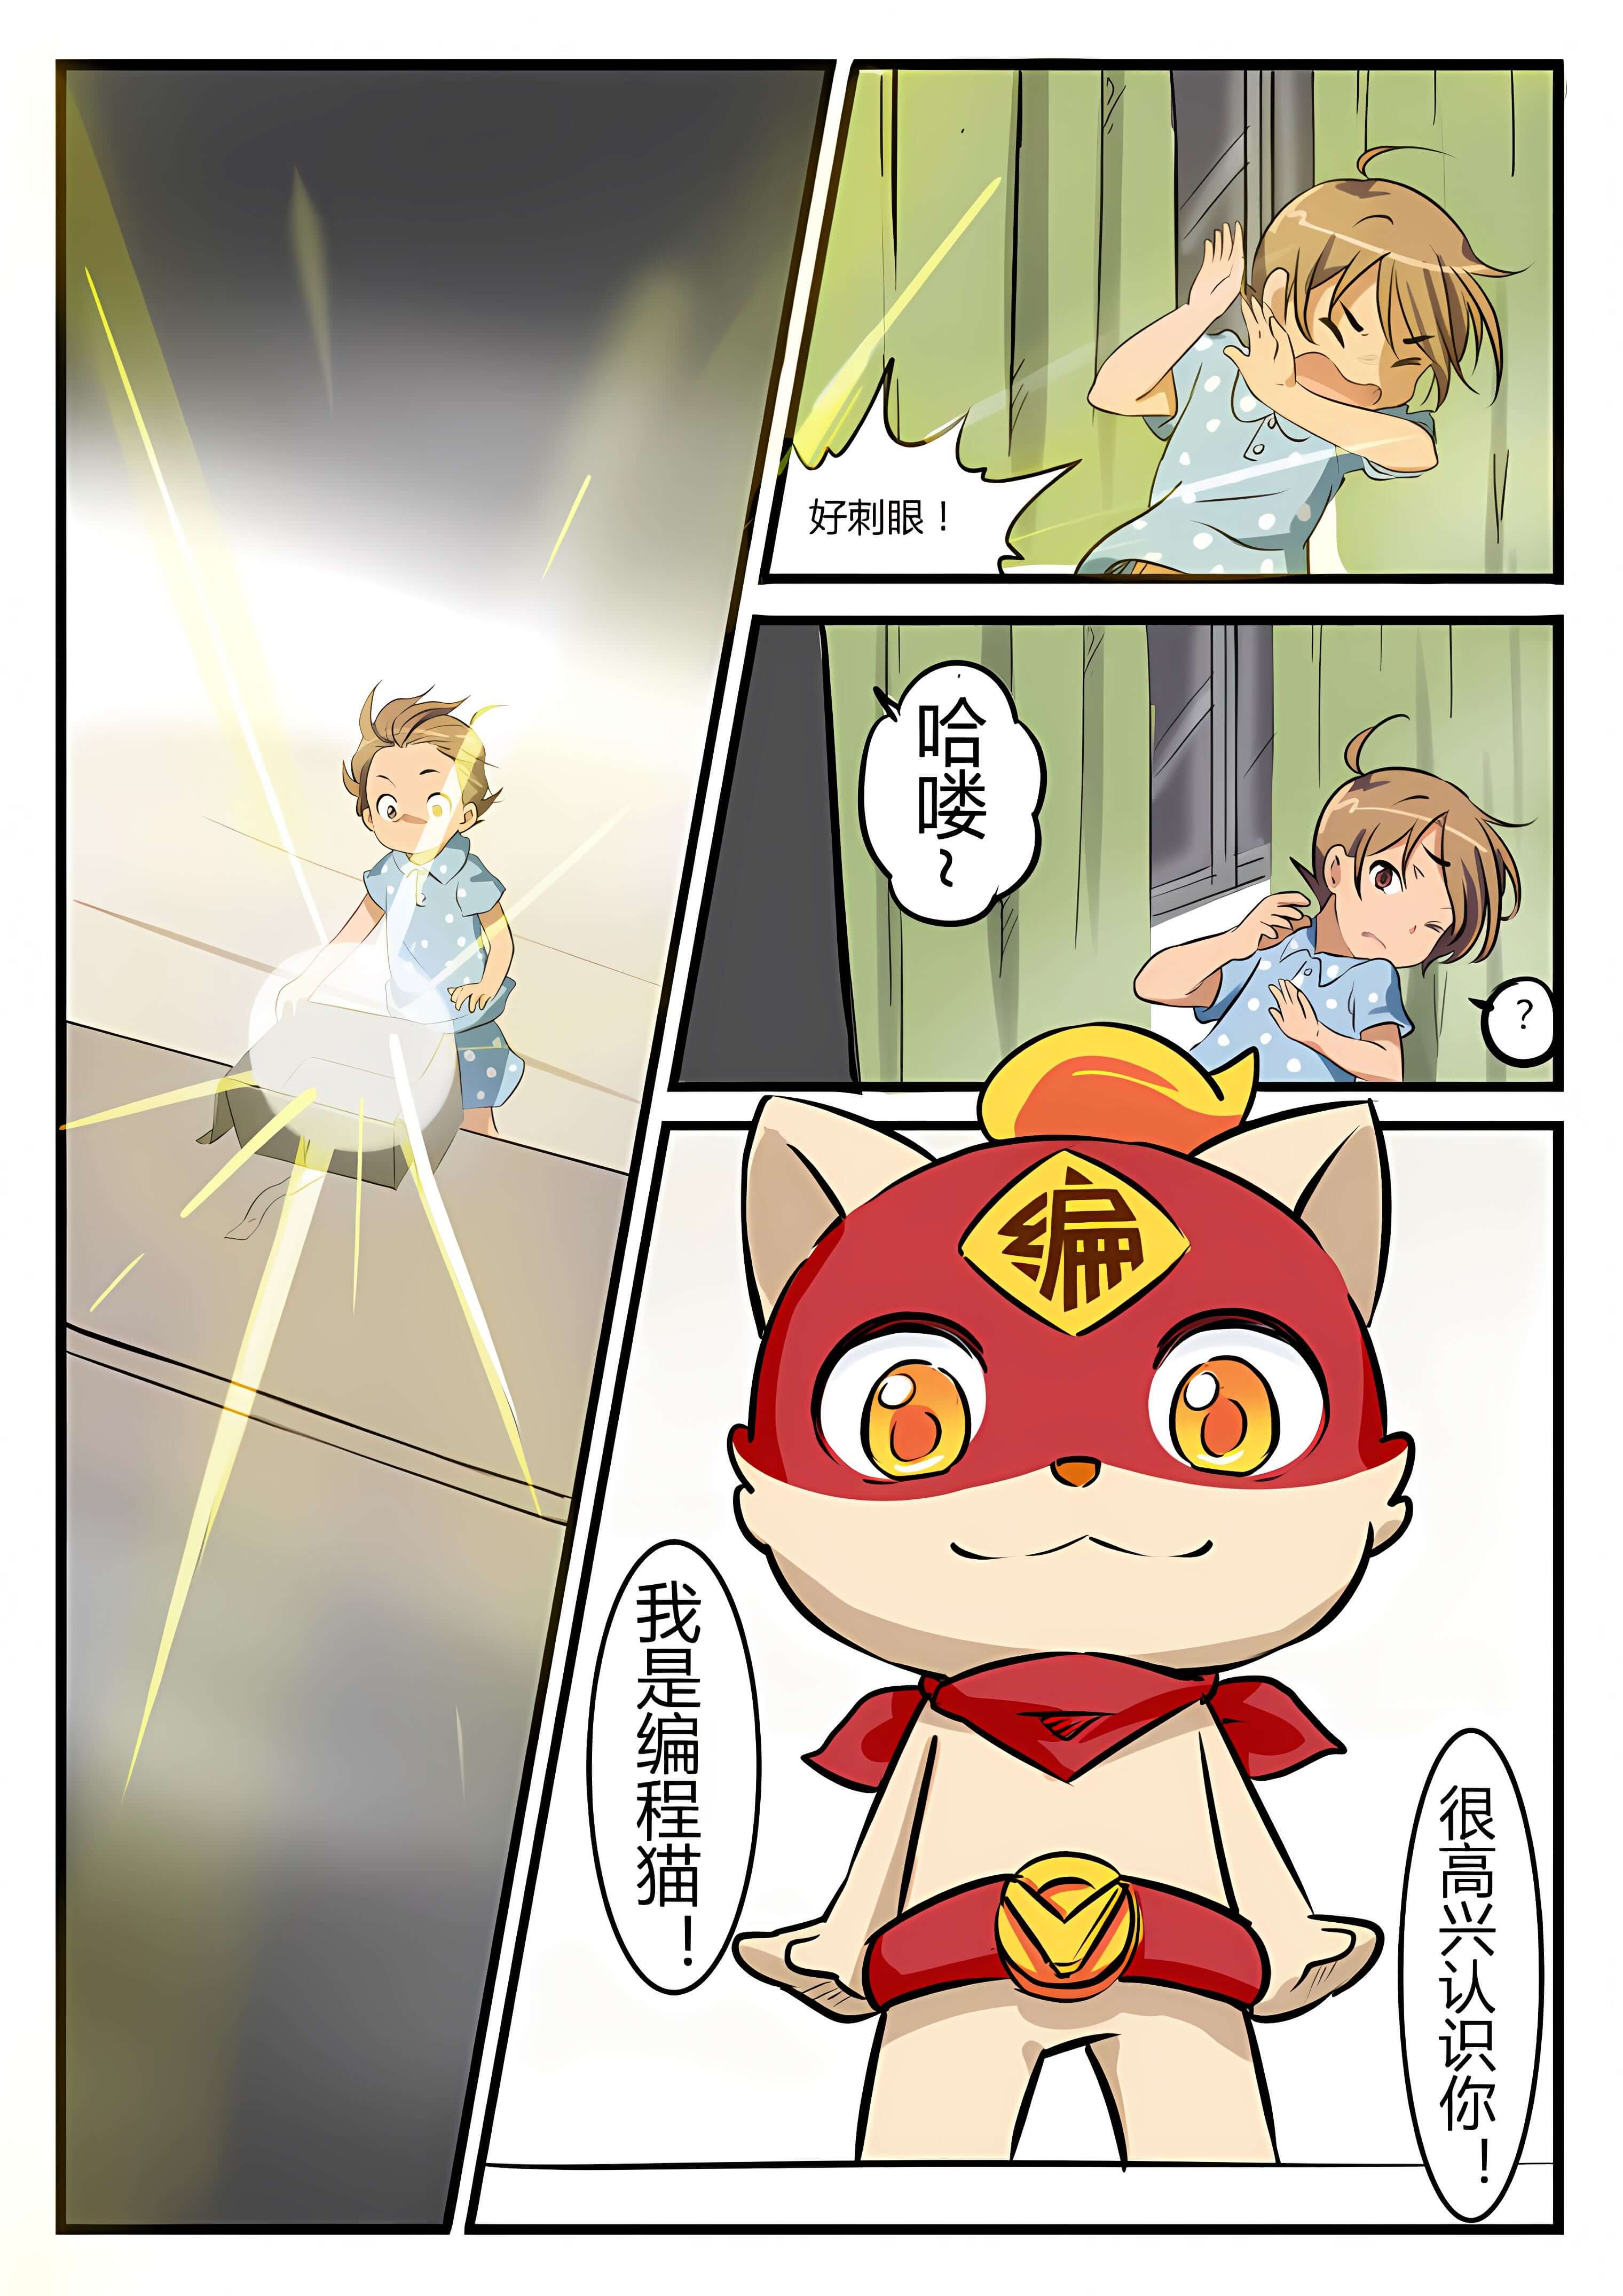 好刺眼！
哈喽~
？
编
我是编程猫！
很高兴认识你！